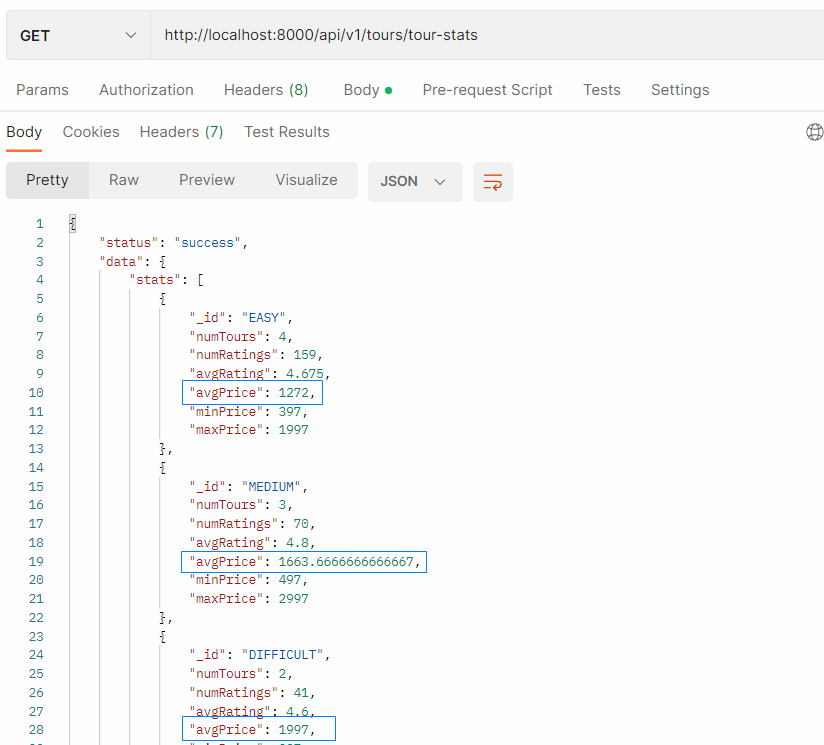 GET http://localhost:8000/api/v1/tours/tour-stats
Params Authorization Headers (8) Body Pre-request Script Tests Settings
Body Cookies Headers (7) Test Results
Pretty Raw Preview Visualize JSON
1 {
2 "status": "success",
3 "data": {
4 "stats": [
5 {
6 "_id": "EASY",
7 "numTours": 4,
8 "numRatings": 159,
9 "avgRating": 4.675,
10 "avgPrice": 1272,
11 "minPrice": 397,
12 "maxPrice": 1997
13 },
14 {
15 "_id": "MEDIUM",
16 "numTours": 3,
17 "numRatings": 70,
18 "avgRating": 4.8,
19 "avgPrice": 1663.6666666666667,
20 "minPrice": 497,
21 "maxPrice": 2997
22 },
23 {
24 "_id": "DIFFICULT",
25 "numTours": 2,
26 "numRatings": 41,
27 "avgRating": 4.6,
28 "avgPrice": 1997,